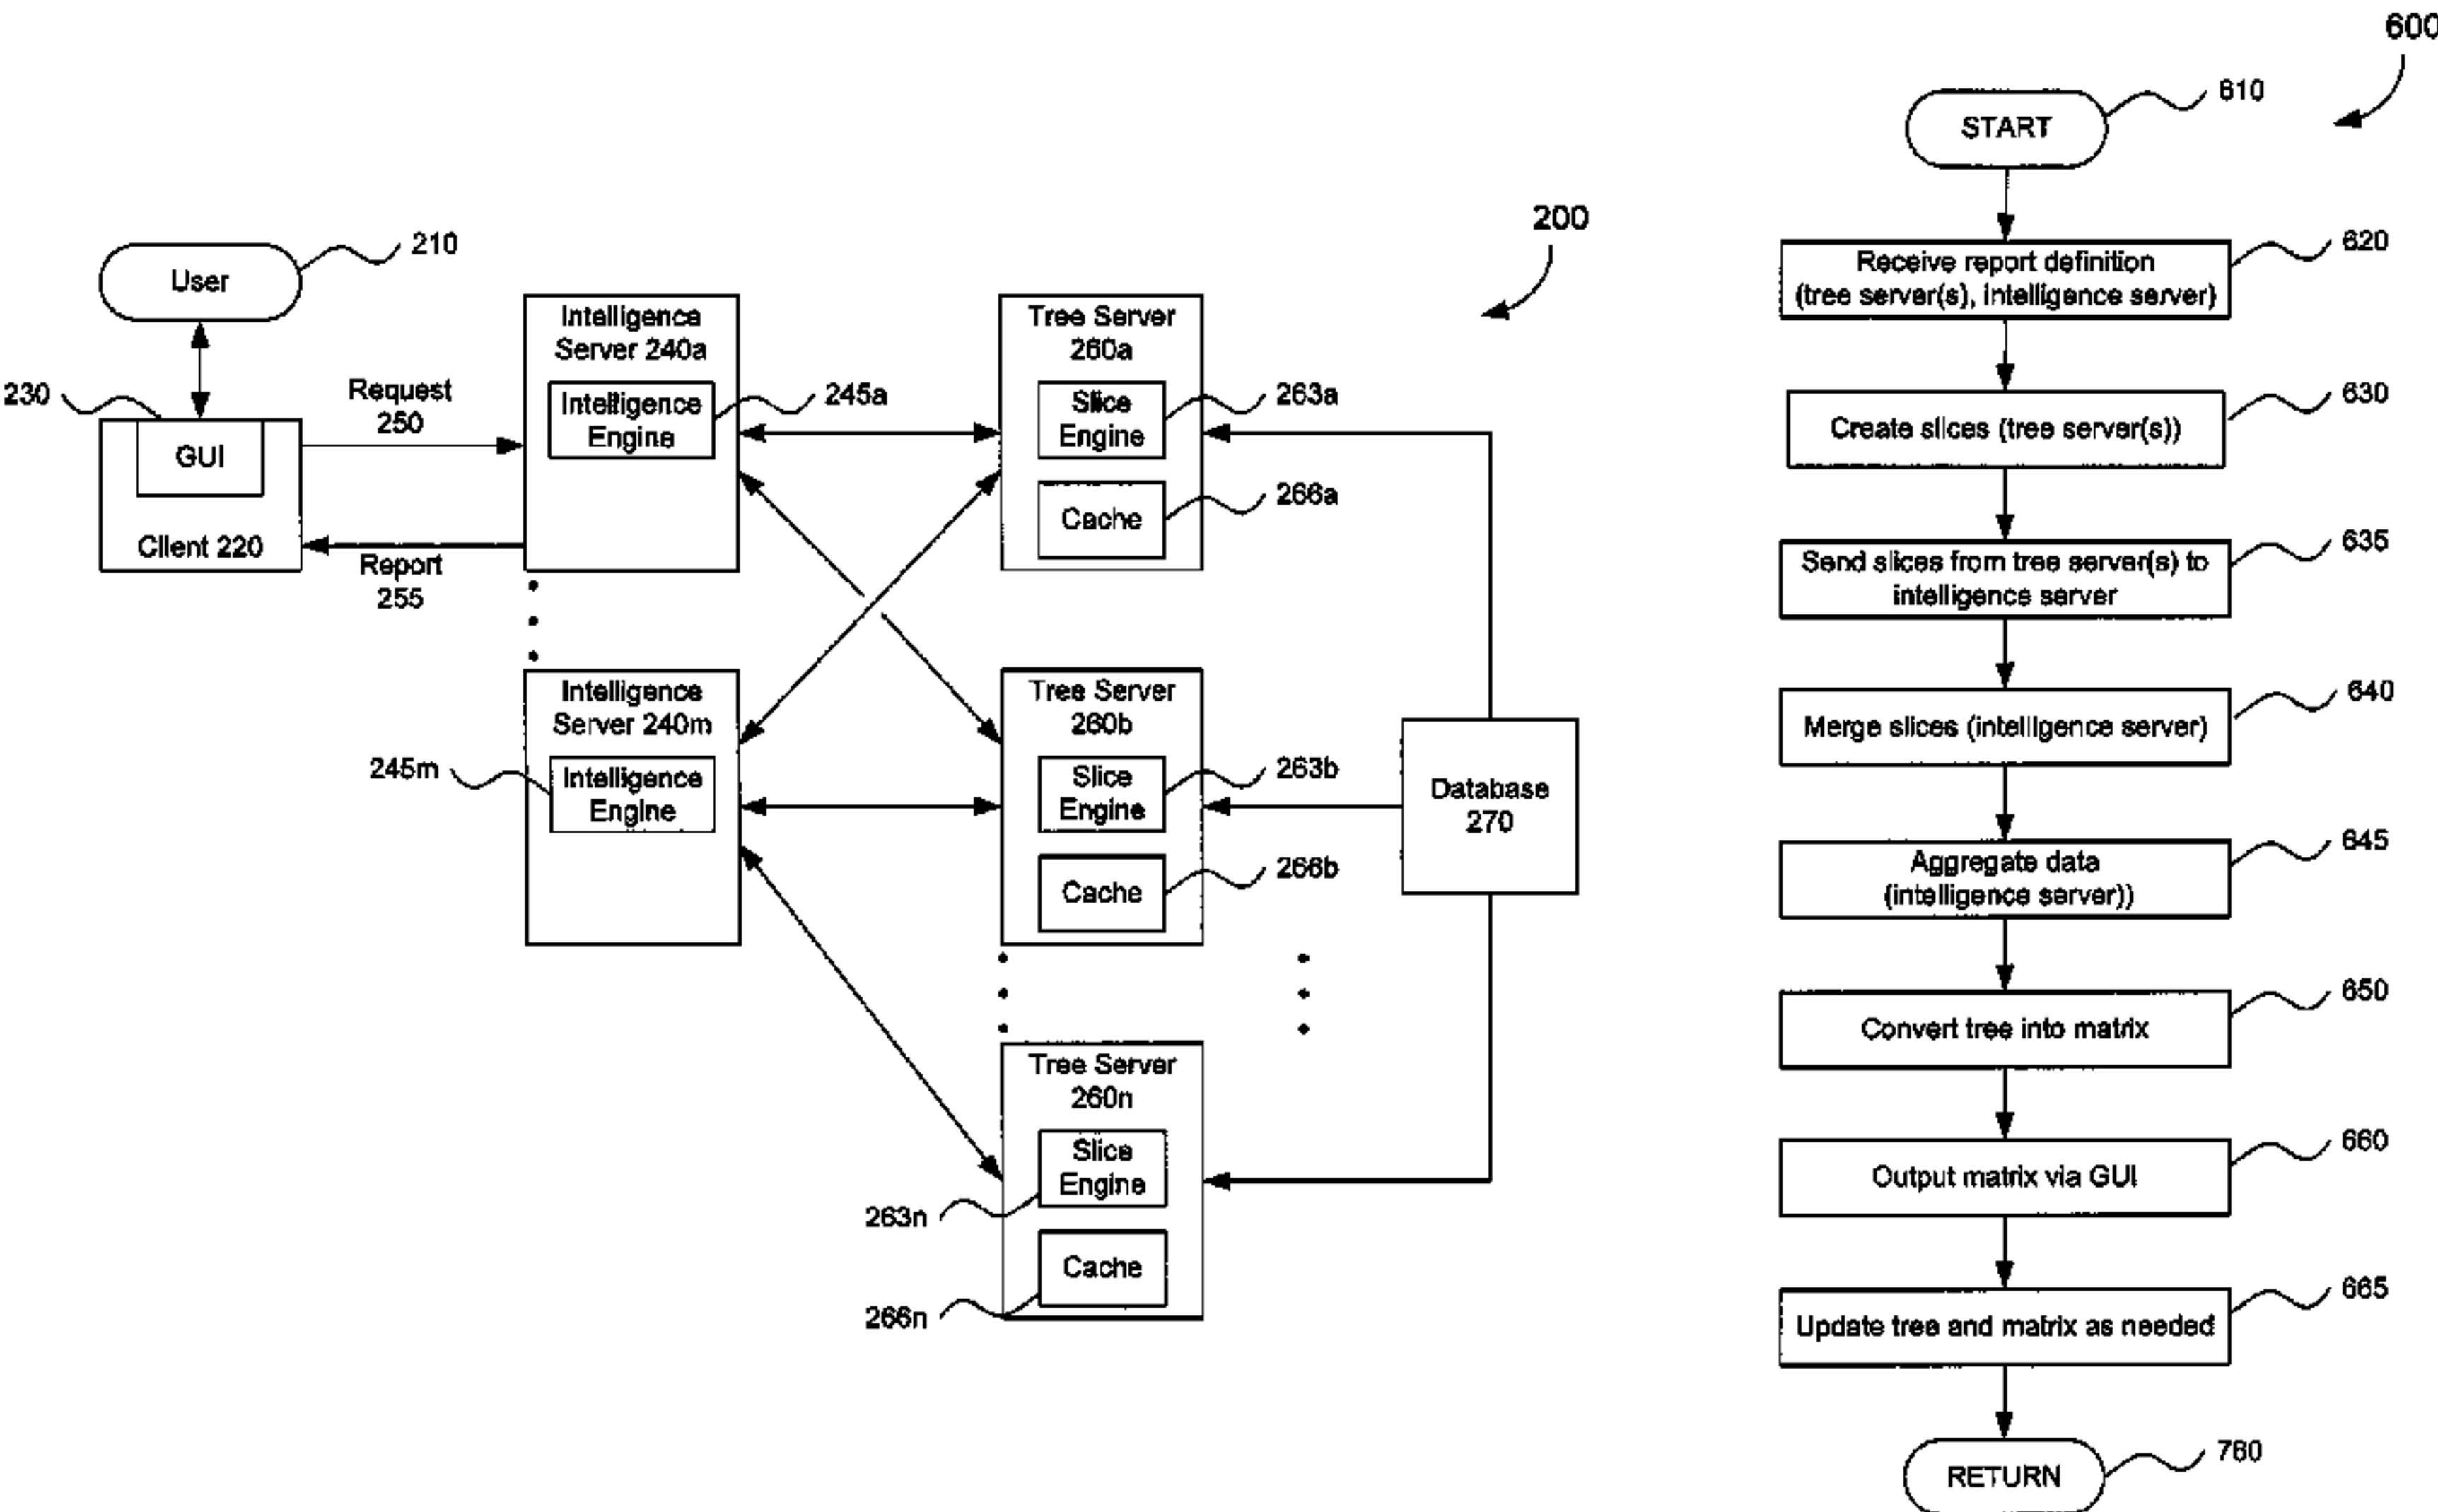 200
User
210
230
GUI
Client 220
Request
250
Report
255
Intelligence
Server 240a
Intelligence
Engine
245a
Intelligence
Server 240m
Intelligence
Engine
245m
Tree Server
260a
Slice
Engine
263a
Cache
266a
Tree Server
260b
Slice
Engine
263b
Cache
266b
Tree Server
260n
Slice
Engine
263n
Cache
266n
Database
270
600
START
610
Receive report definition
(tree server(s), intelligence server)
620
Create slices (tree server(s))
630
Send slices from tree server(s) to
intelligence server
635
Merge slices (intelligence server)
640
Aggregate data
(intelligence server))
645
Convert tree into matrix
650
Output matrix via GUI
660
Update tree and matrix as needed
665
RETURN
760